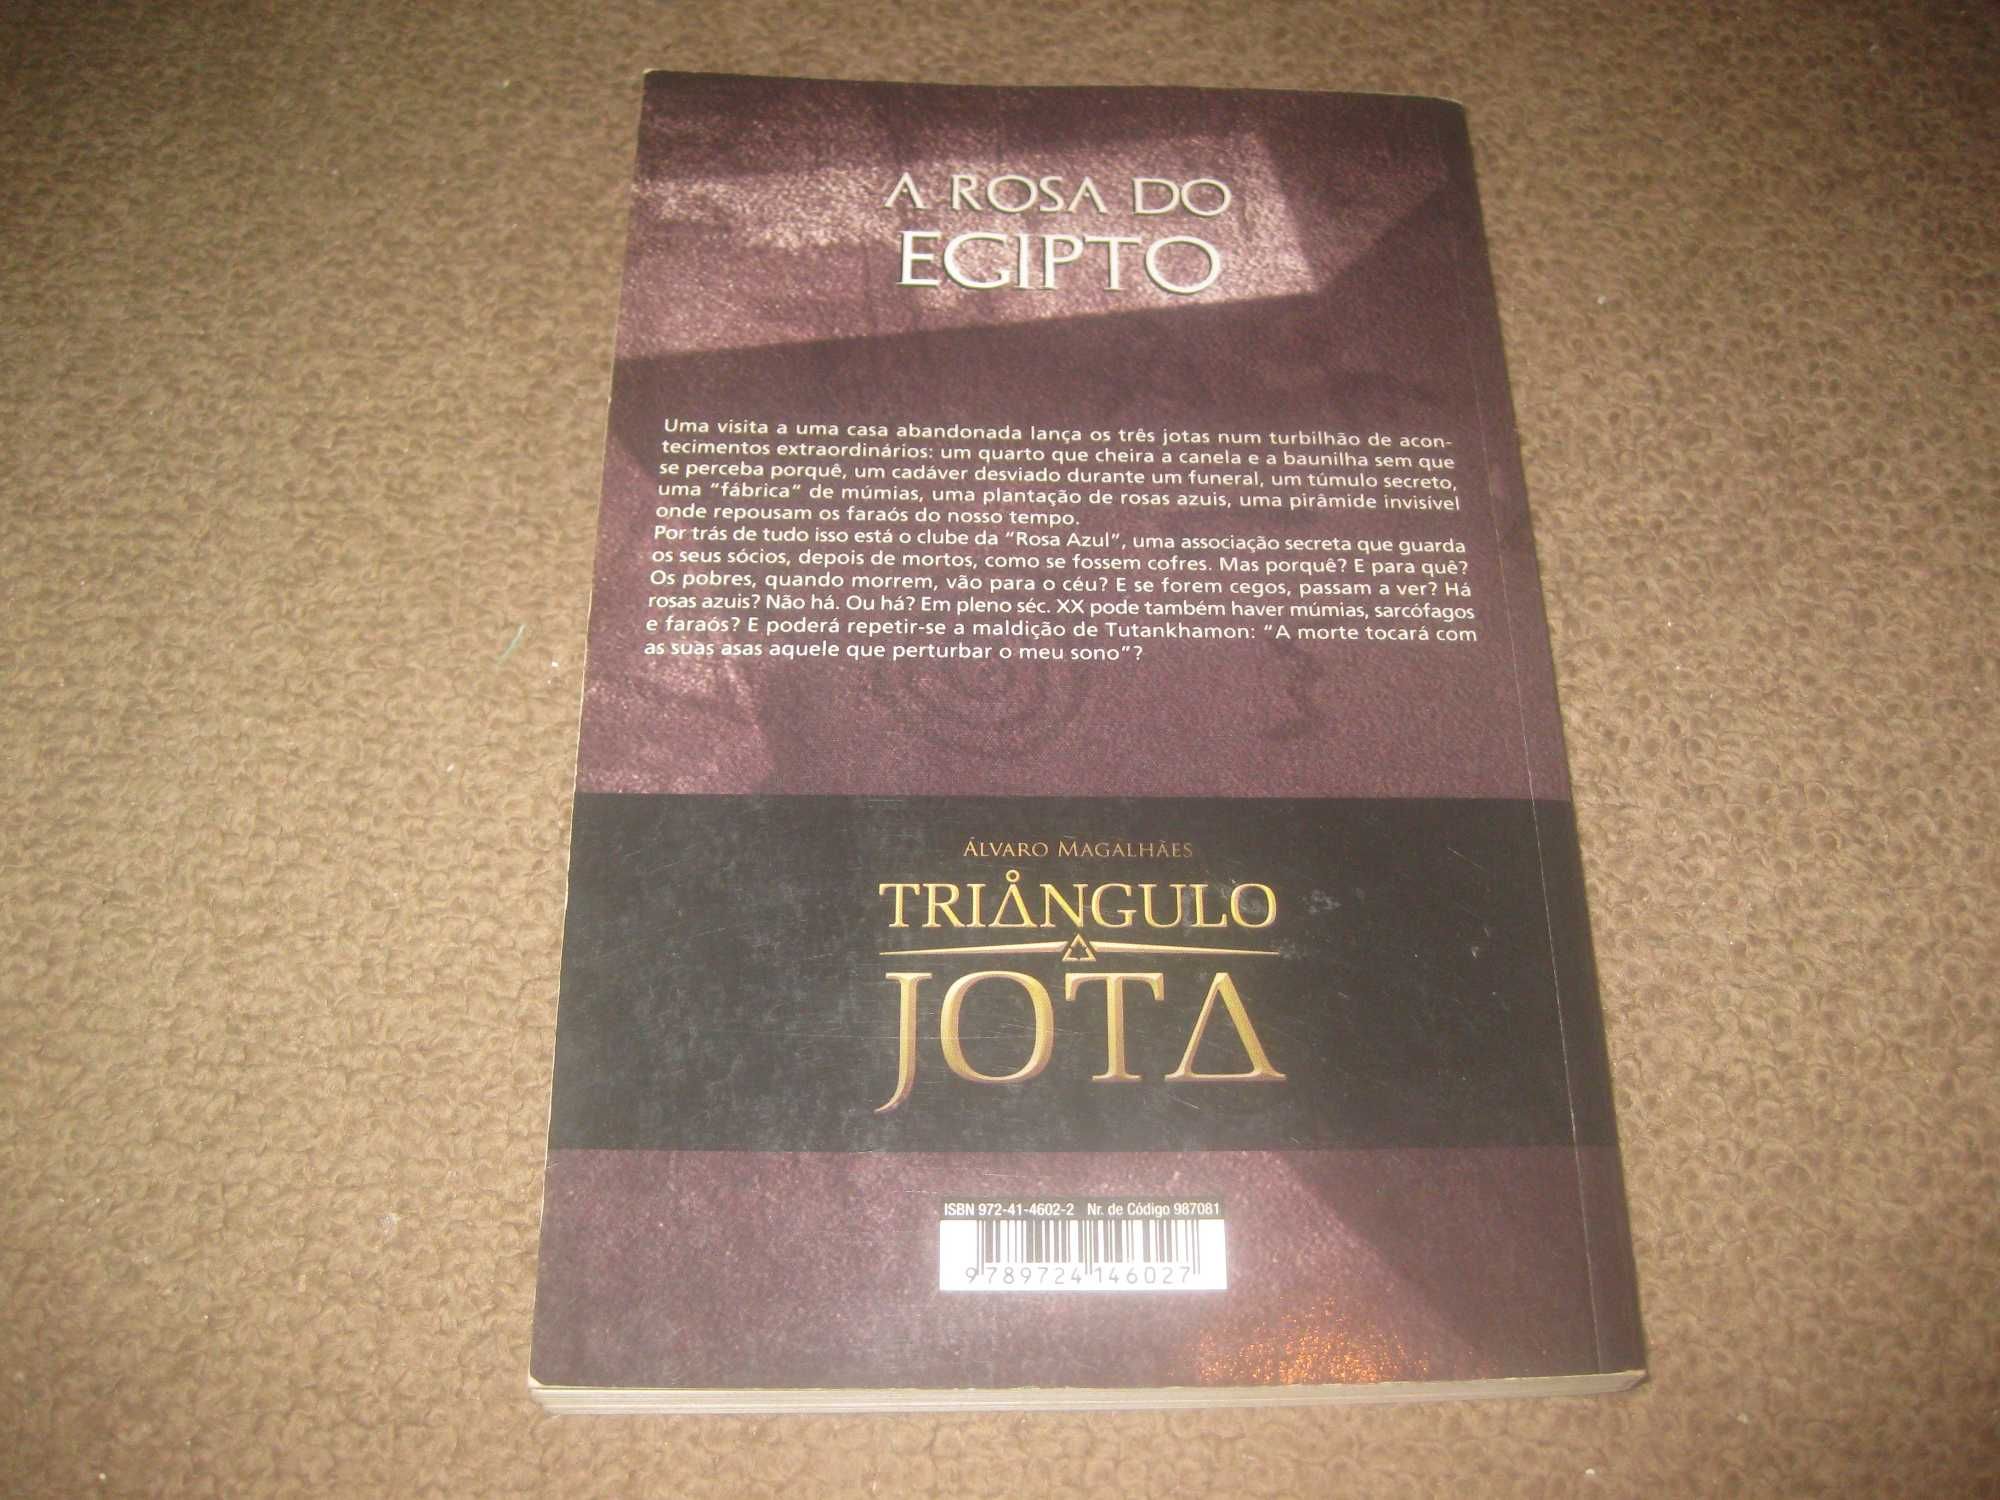 A ROSA DO
EGIPTO
Uma visita a uma casa abandonada lança os três jotas num turbilhão de acon-
tecimentos extraordinários: um quarto que cheira a canela e a baunilha sem que
se perceba porquê, um cadáver desviado durante um funeral, um túmulo secreto,
uma "fábrica" de múmias, uma plantação de rosas azuis, uma pirâmide invisível
onde repousam os faraós do nosso tempo.
Por trás de tudo isso está o clube da "Rosa Azul", uma associação secreta que guarda
os seus sócios, depois de mortos, como se fossem cofres. Mas porquê? E para quê?
Os pobres, quando morrem, vão para o céu? E se forem cegos, passam a ver? Há
rosas azuis? Não há. Ou há? Em pleno séc. XX pode também haver múmias, sarcófagos
e faraós? E poderá repetir-se a maldição de Tutankhamon: "A morte tocará com
as suas asas aquele que perturbar o meu sono"?
ÁLVARO MAGALHÃES
TRIÂNGULO
JOTA
ISBN 972-41-4602-2 Nr. de Código 987081
9 789724 146027